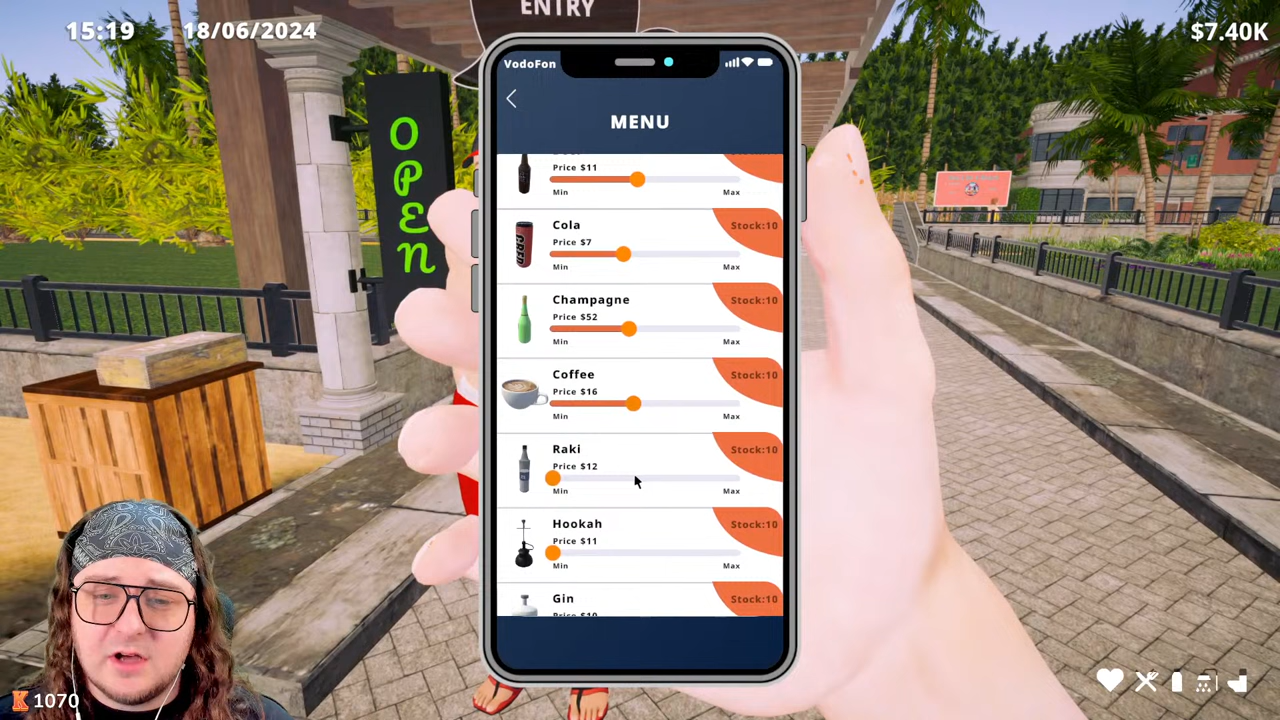 15:19 18/06/2024
$7.40K
ENTRY
OPEN
VodoFon
MENU
Price $11
Min Max
Cola
Price $7
Min Max
Stock:10
Champagne
Price $52
Min Max
Stock:10
Coffee
Price $16
Min Max
Stock:10
Raki
Price $12
Min Max
Stock:10
Hookah
Price $11
Min Max
Stock:10
Gin
Stock:10
K 1070